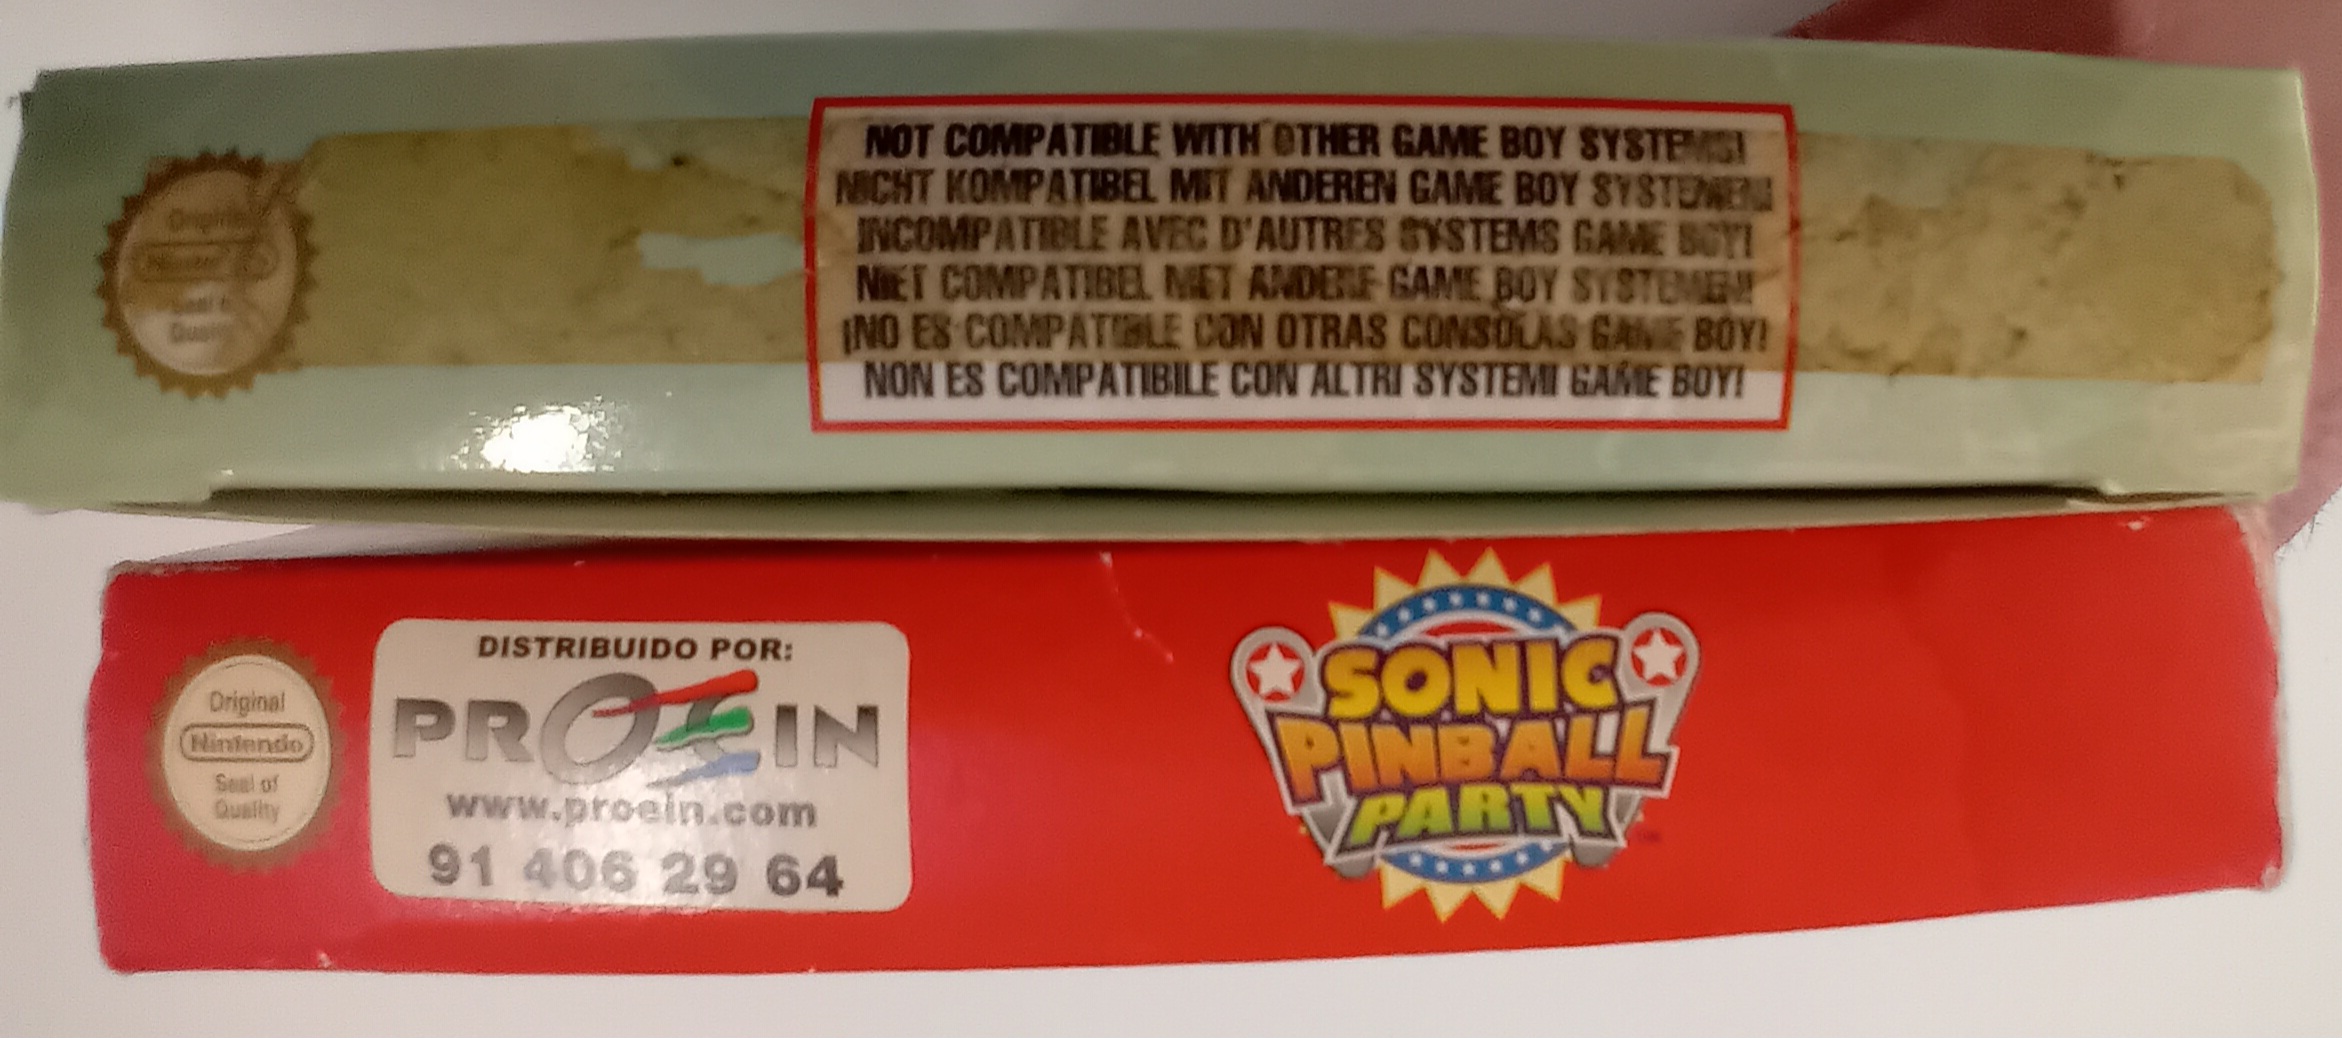 Original
Nintendo
Seal of
Quality
NOT COMPATIBLE WITH OTHER GAME BOY SYSTEMS!
NICHT KOMPATIBEL MIT ANDEREN GAME BOY SYSTEMEN!
INCOMPATIBLE AVEC D'AUTRES SYSTEMS GAME BOY!
NIET COMPATIBEL MET ANDERE GAME BOY SYSTEMEN!
¡NO ES COMPATIBLE CON OTRAS CONSOLAS GAME BOY!
NON ES COMPATIBILE CON ALTRI SYSTEMI GAME BOY!
Original
Nintendo
Seal of
Quality
DISTRIBUIDO POR:
PROEIN
www.proein.com
91 406 29 64
SONIC
PINBALL
PARTY